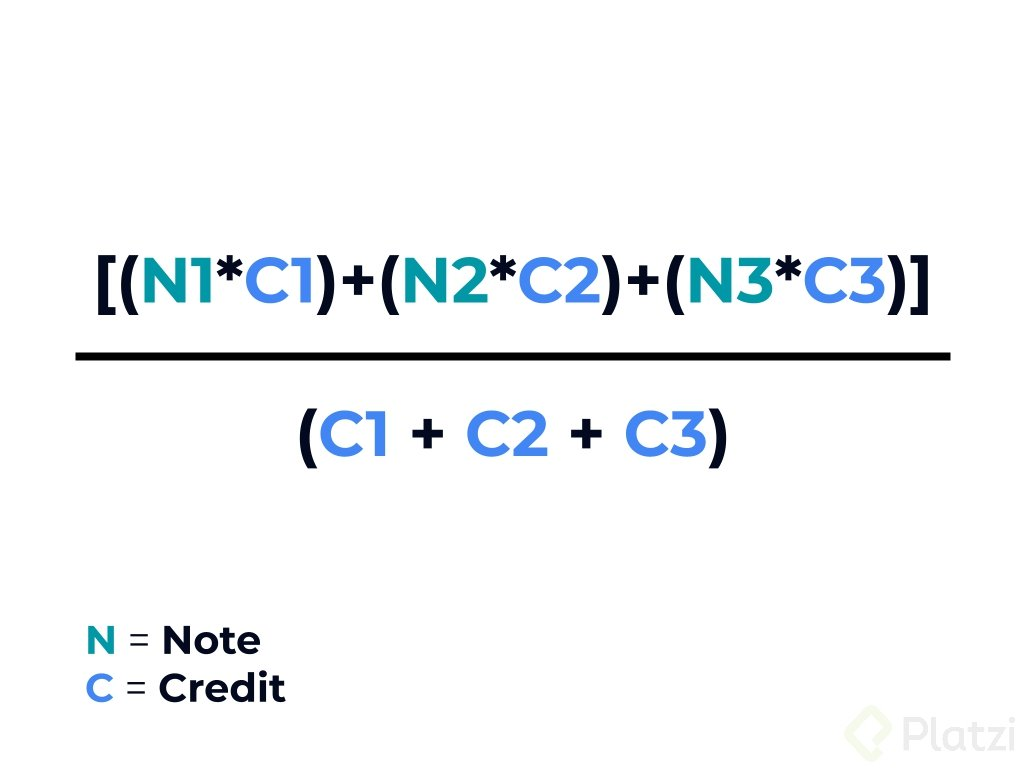 [(N1*C1)+(N2*C2)+(N3*C3)]
(C1 + C2 + C3)
N = Note
C = Credit
Platzi